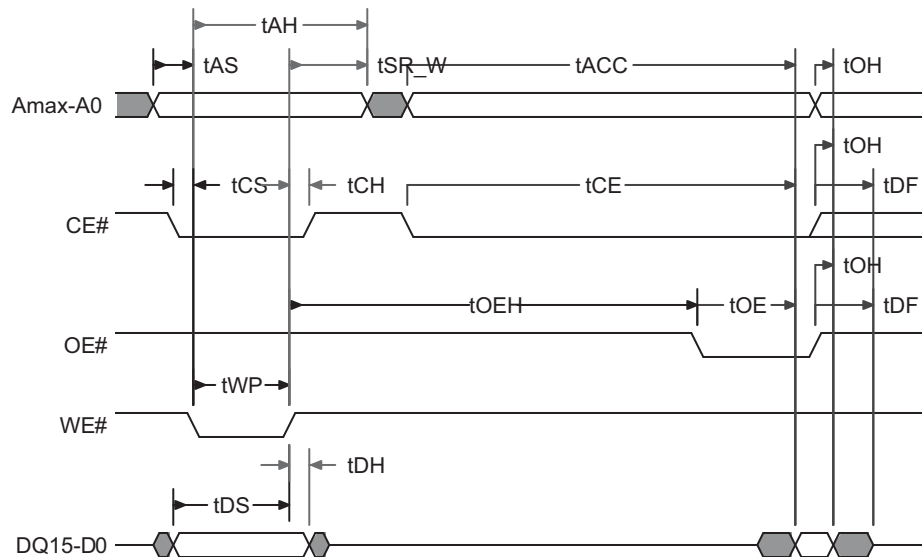 tAH
tAS tSR_W tACC tOH
Amax-A0
tOH
tCS tCH tCE tDF
CE#
tOH
tOEH tOE tDF
OE#
tWP
WE#
tDH
tDS
DQ15-D0